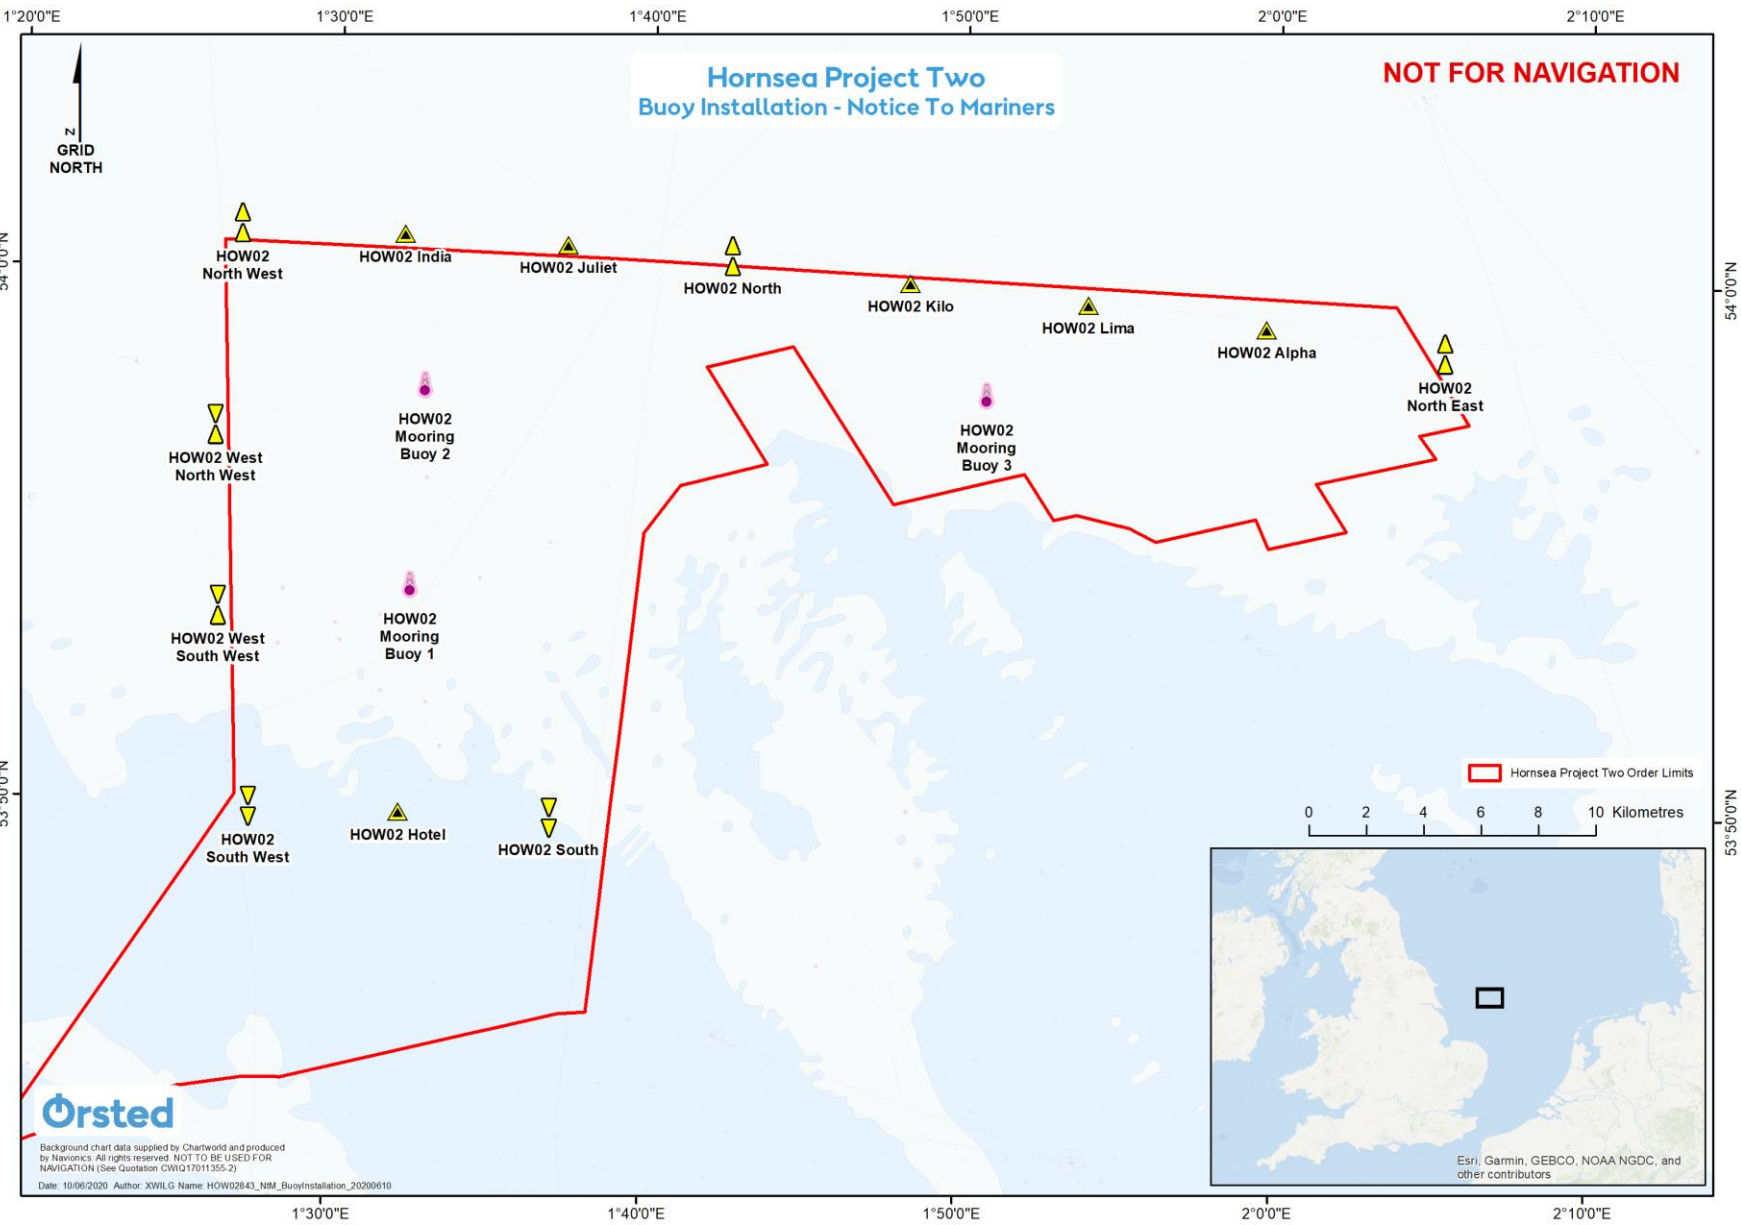 1°20'0"E 1°30'0"E 1°40'0"E 1°50'0"E 2°0'0"E 2°10'0"E
Hornsea Project Two
Buoy Installation - Notice To Mariners
NOT FOR NAVIGATION
N
GRID
NORTH
54°0'0"N
54°0'0"N
HOW02
North West
HOW02 India
HOW02 Juliet
HOW02 North
HOW02 Kilo
HOW02 Lima
HOW02 Alpha
HOW02
North East
HOW02 West
North West
HOW02
Mooring
Buoy 2
HOW02
Mooring
Buoy 3
HOW02 West
South West
HOW02
Mooring
Buoy 1
53°50'0"N
53°50'0"N
HOW02
South West
HOW02 Hotel
HOW02 South
Hornsea Project Two Order Limits
0 2 4 6 8 10 Kilometres
Esri, Garmin, GEBCO, NOAA NGDC, and
other contributors
Orsted
Background chart data supplied by Chartworld and produced
by Navionics. All rights reserved. NOT TO BE USED FOR
NAVIGATION (See Quotation CWIQ17011355-2)
Date: 10/06/2020 Author: XWILG Name: HOW02843_NtM_BuoyInstallation_20200610
1°30'0"E 1°40'0"E 1°50'0"E 2°0'0"E 2°10'0"E